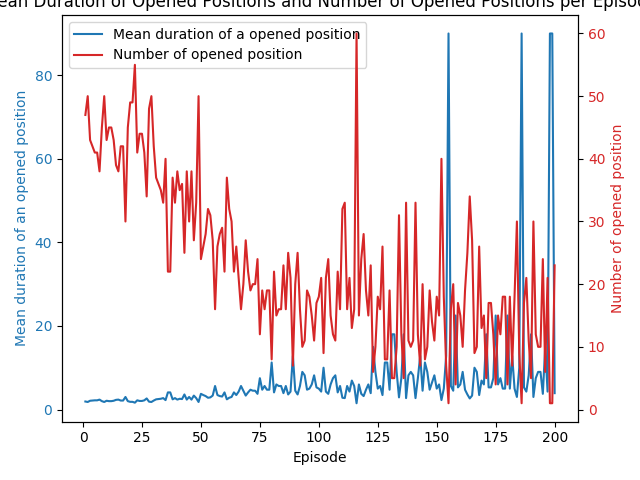 ean Duration of Opened Positions and Number of Opened Positions per Episo
Mean duration of a opened position
Number of opened position
Mean duration of an opened position
0
20
40
60
80
Number of opened position
0
10
20
30
40
50
60
0 25 50 75 100 125 150 175 200
Episode